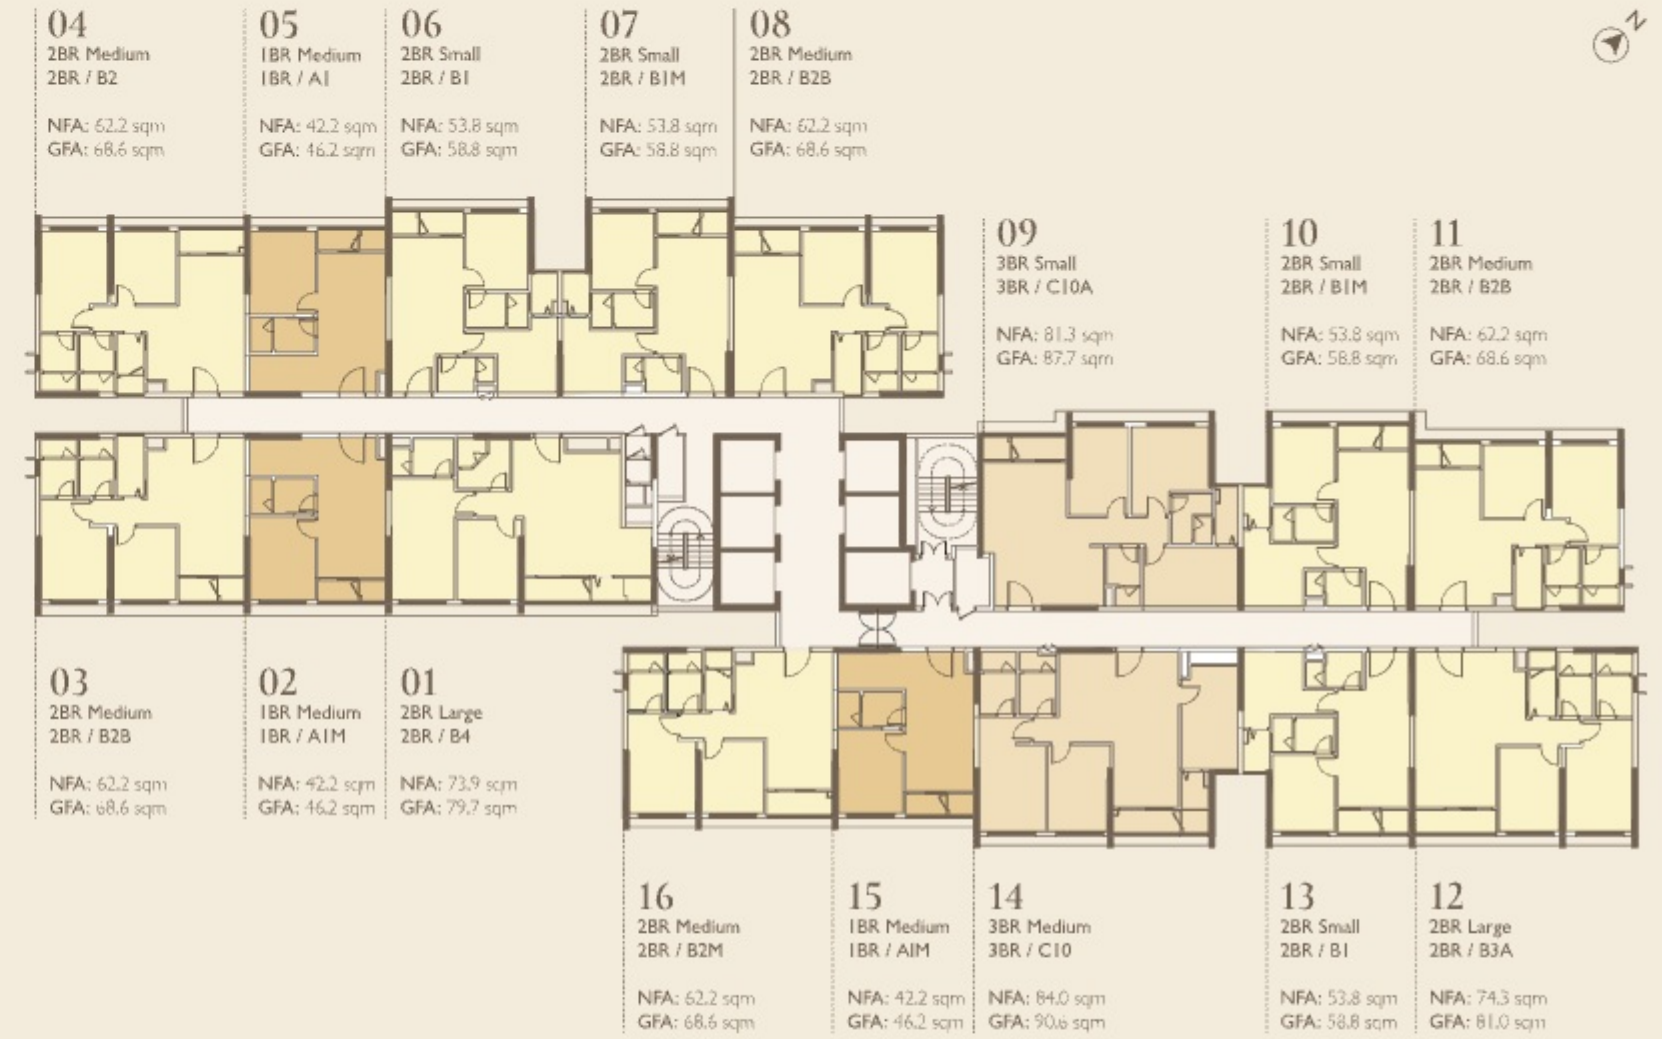 04
2BR Medium
2BR / B2
NFA: 62.2 sqm
GFA: 68.6 sqm
05
1BR Medium
1BR / A1
NFA: 42.2 sqm
GFA: 46.2 sqm
06
2BR Small
2BR / B1
NFA: 53.8 sqm
GFA: 58.8 sqm
07
2BR Small
2BR / B1M
NFA: 53.8 sqm
GFA: 58.8 sqm
08
2BR Medium
2BR / B2B
NFA: 62.2 sqm
GFA: 68.6 sqm
N
09
3BR Small
3BR / C10A
NFA: 81.3 sqm
GFA: 87.7 sqm
10
2BR Small
2BR / B1M
NFA: 53.8 sqm
GFA: 58.8 sqm
11
2BR Medium
2BR / B2B
NFA: 62.2 sqm
GFA: 68.6 sqm
03
2BR Medium
2BR / B2B
NFA: 62.2 sqm
GFA: 68.6 sqm
02
1BR Medium
1BR / A1M
NFA: 42.2 sqm
GFA: 46.2 sqm
01
2BR Large
2BR / B4
NFA: 73.9 sqm
GFA: 79.7 sqm
16
2BR Medium
2BR / B2M
NFA: 62.2 sqm
GFA: 68.6 sqm
15
1BR Medium
1BR / A1M
NFA: 42.2 sqm
GFA: 46.2 sqm
14
3BR Medium
3BR / C10
NFA: 84.0 sqm
GFA: 90.6 sqm
13
2BR Small
2BR / B1
NFA: 53.8 sqm
GFA: 58.8 sqm
12
2BR Large
2BR / B3A
NFA: 74.3 sqm
GFA: 81.0 sqm